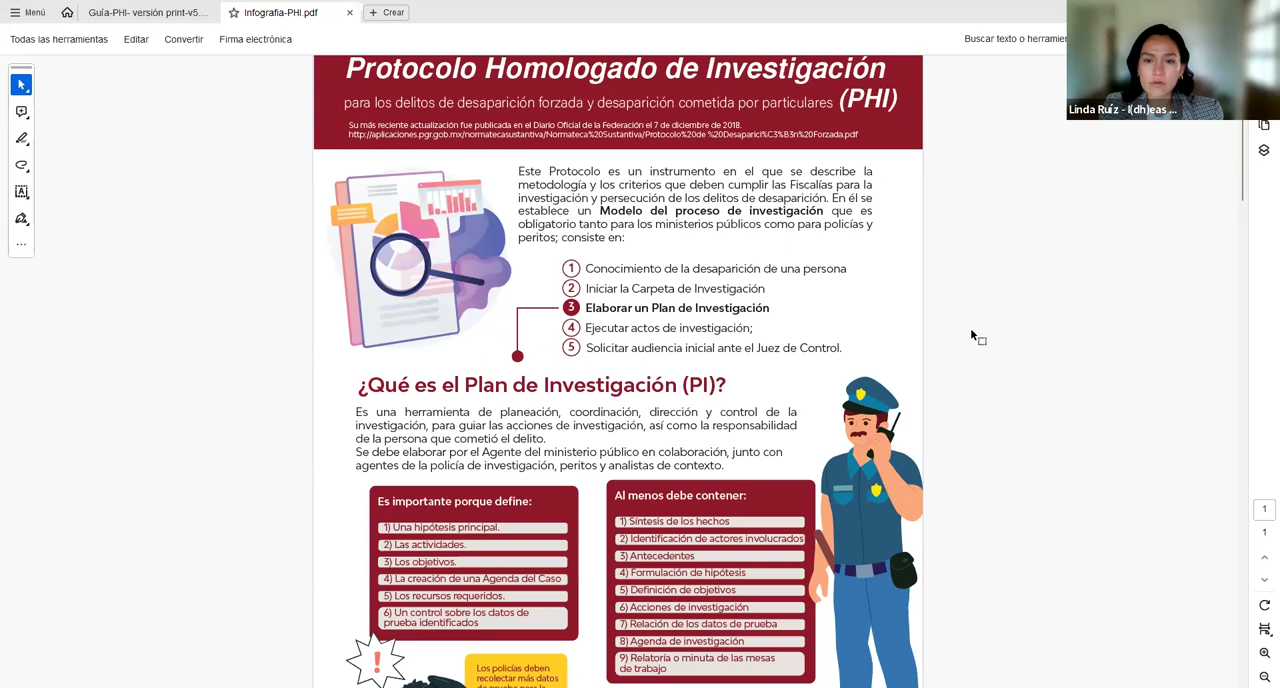 Menú
Guía-PHI- versión print-v5....
Infografia-PHI.pdf
Crear
Todas las herramientas
Editar
Convertir
Firma electrónica
Buscar texto o
Linda Ruíz - I(dh)eas ...
Protocolo Homologado de Investigación
para los delitos de desaparición forzada y desaparición cometida por particulares (PHI)
Su más reciente actualización fue publicada en el Diario Oficial de la Federación el 7 de diciembre de 2018.
http://aplicaciones.pgr.gob.mx/normatecasustantiva/Normateca%20Sustantiva/Protocolo%20de %20Desaparici%C3%B3n%20Forzada.pdf
Este Protocolo es un instrumento en el que se describe la
metodología y los criterios que deben cumplir las Fiscalías para la
investigación y persecución de los delitos de desaparición. En él se
establece un Modelo del proceso de investigación que es
obligatorio tanto para los ministerios públicos como para policías y
peritos; consiste en:
1 Conocimiento de la desaparición de una persona
2 Iniciar la Carpeta de Investigación
3 Elaborar un Plan de Investigación
4 Ejecutar actos de investigación;
5 Solicitar audiencia inicial ante el Juez de Control.
¿Qué es el Plan de Investigación (PI)?
Es una herramienta de planeación, coordinación, dirección y control de la
investigación, para guiar las acciones de investigación, así como la responsabilidad
de la persona que cometió el delito.
Se debe elaborar por el Agente del ministerio público en colaboración, junto con
agentes de la policía de investigación, peritos y analistas de contexto.
Es importante porque define:
1) Una hipótesis principal.
2) Las actividades.
3) Los objetivos.
4) La creación de una Agenda del Caso
5) Los recursos requeridos.
6) Un control sobre los datos de
prueba identificados
Al menos debe contener:
1) Síntesis de los hechos
2) Identificación de actores involucrados
3) Antecedentes
4) Formulación de hipótesis
5) Definición de objetivos
6) Acciones de investigación
7) Relación de los datos de prueba
8) Agenda de investigación
9) Relatoría o minuta de las mesas
de trabajo
!
Los policías deben
recolectar más datos
de prueba para la
1
1